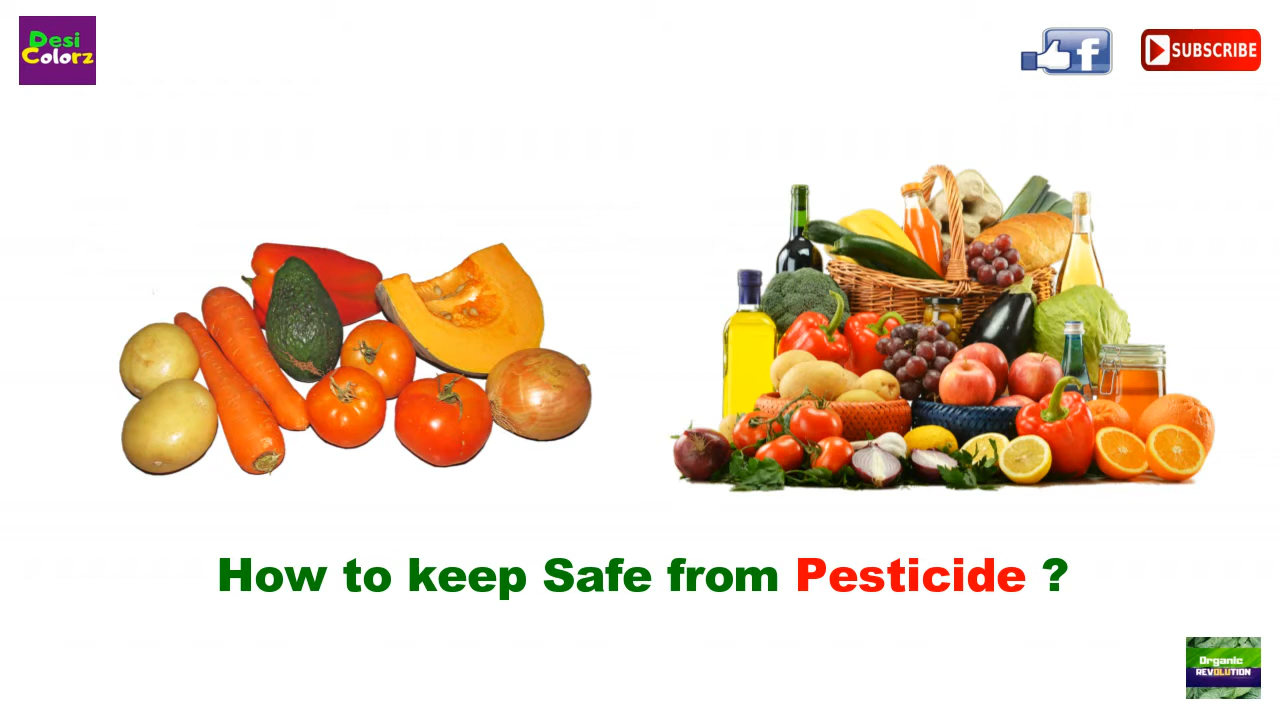 Desi
Colorz
f
SUBSCRIBE
How to keep Safe from Pesticide ?
Organic
REVOLUTION